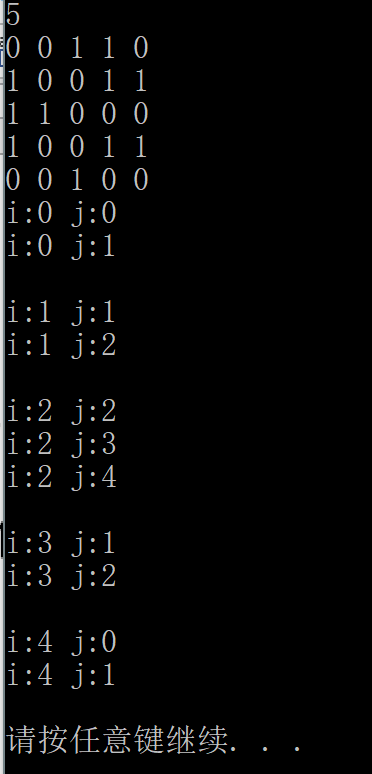 5
0 0 1 1 0
1 0 0 1 1
1 1 0 0 0
1 0 0 1 1
0 0 1 0 0
i:0 j:0
i:0 j:1
i:1 j:1
i:1 j:2
i:2 j:2
i:2 j:3
i:2 j:4
i:3 j:1
i:3 j:2
i:4 j:0
i:4 j:1
请按任意键继续. . .